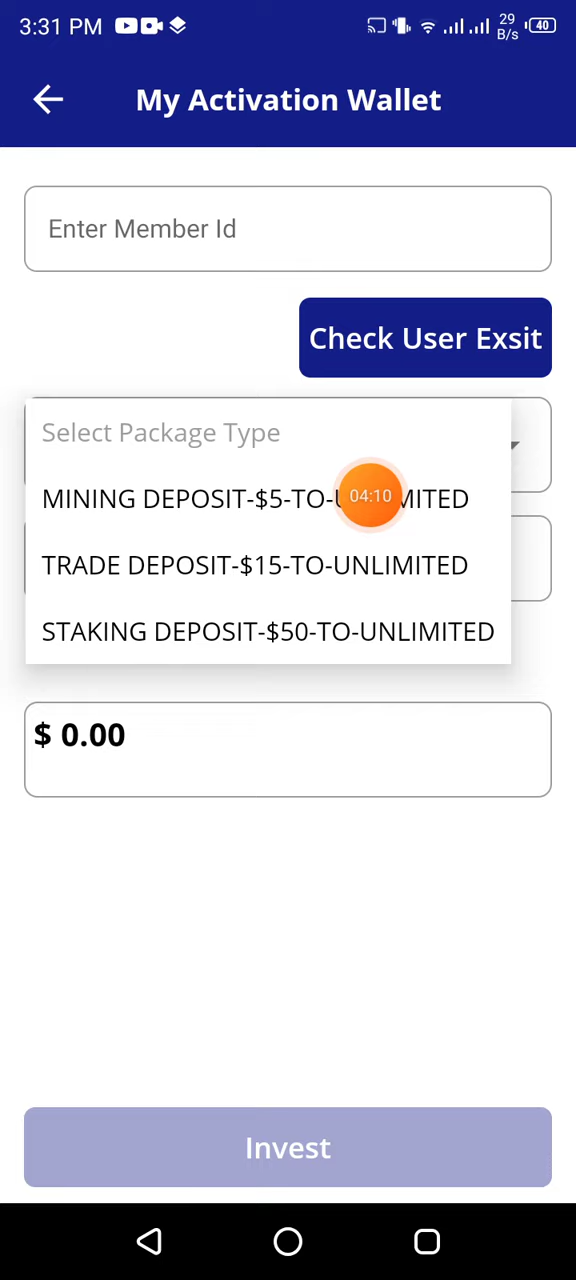 3:31 PM
29
B/s
40
My Activation Wallet
Enter Member Id
Check User Exsit
Select Package Type
MINING DEPOSIT-$5-TO-U MITED
04:10
TRADE DEPOSIT-$15-TO-UNLIMITED
STAKING DEPOSIT-$50-TO-UNLIMITED
$ 0.00
Invest